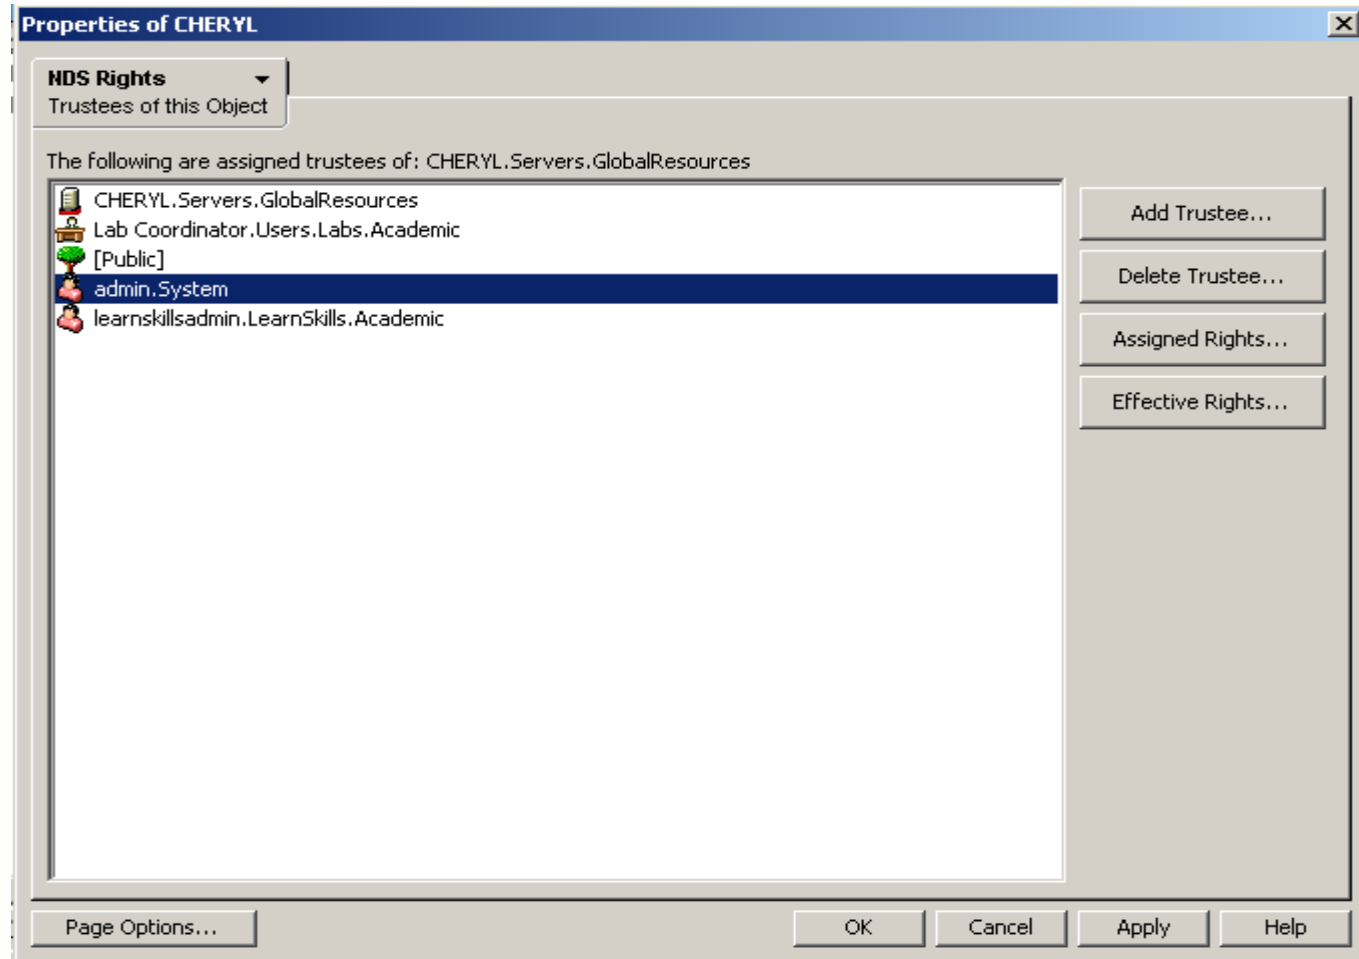 Properties of CHERYL
NDS Rights
Trustees of this Object
The following are assigned trustees of: CHERYL.Servers.GlobalResources
CHERYL.Servers.GlobalResources
Lab Coordinator.Users.Labs.Academic
[Public]
admin.System
learnskillsadmin.LearnSkills.Academic
Add Trustee...
Delete Trustee...
Assigned Rights...
Effective Rights...
Page Options...
OK
Cancel
Apply
Help